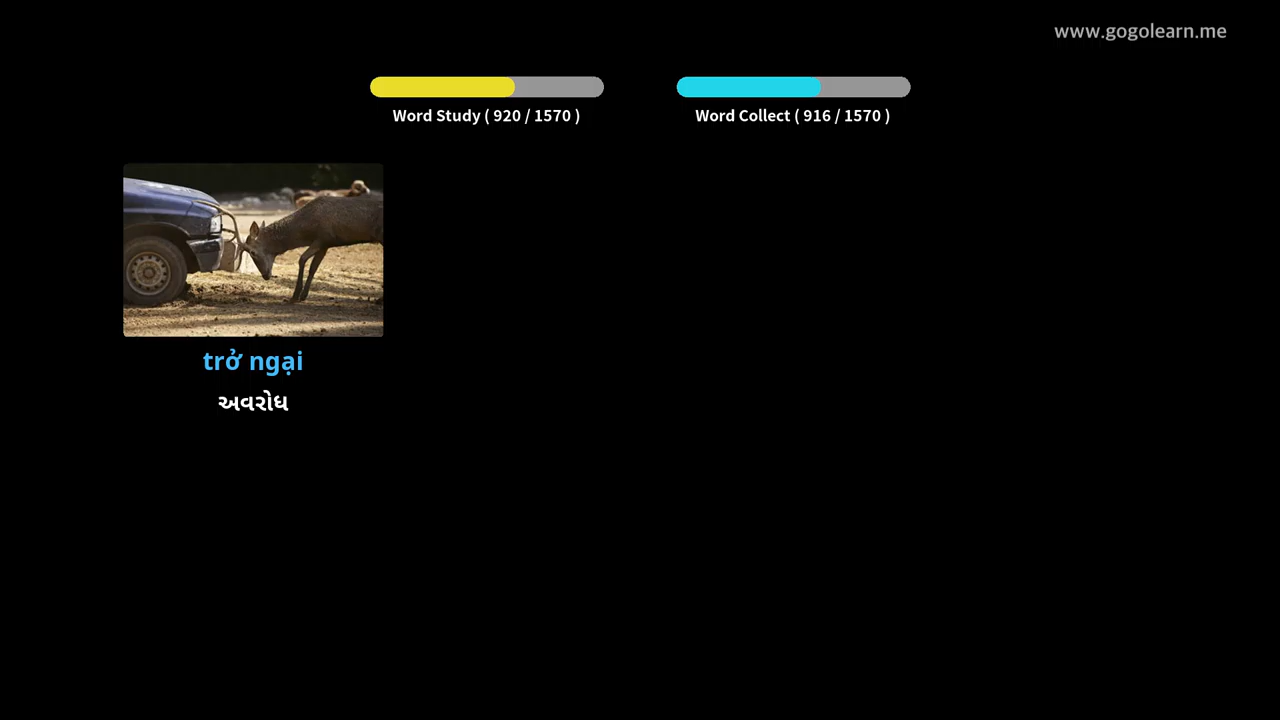 www.gogolearn.me
Word Study ( 920 / 1570 )
Word Collect ( 916 / 1570 )
trở ngại
અવરોધ